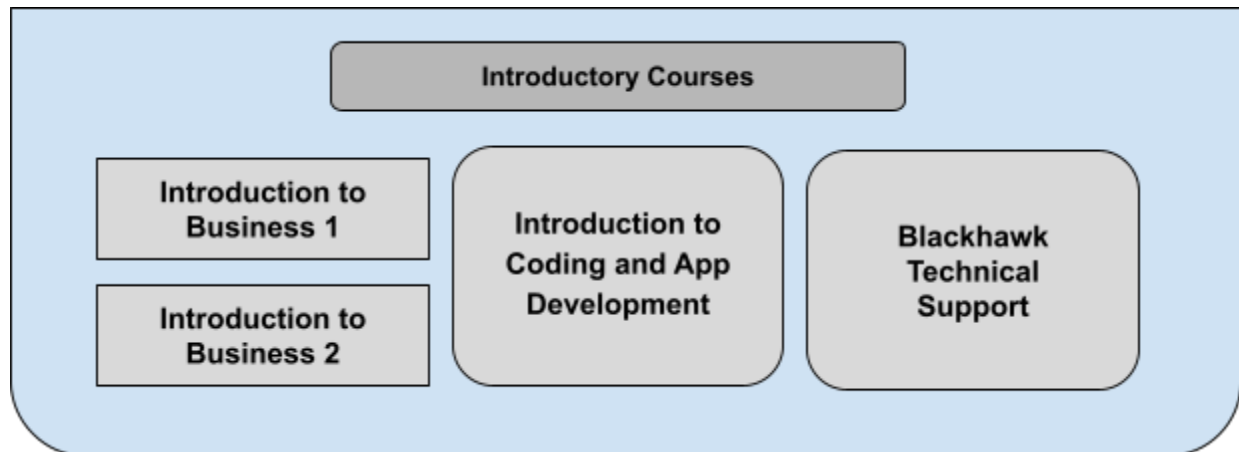 Introductory Courses
Introduction to
Business 1
Introduction to
Business 2
Introduction to
Coding and App
Development
Blackhawk
Technical
Support